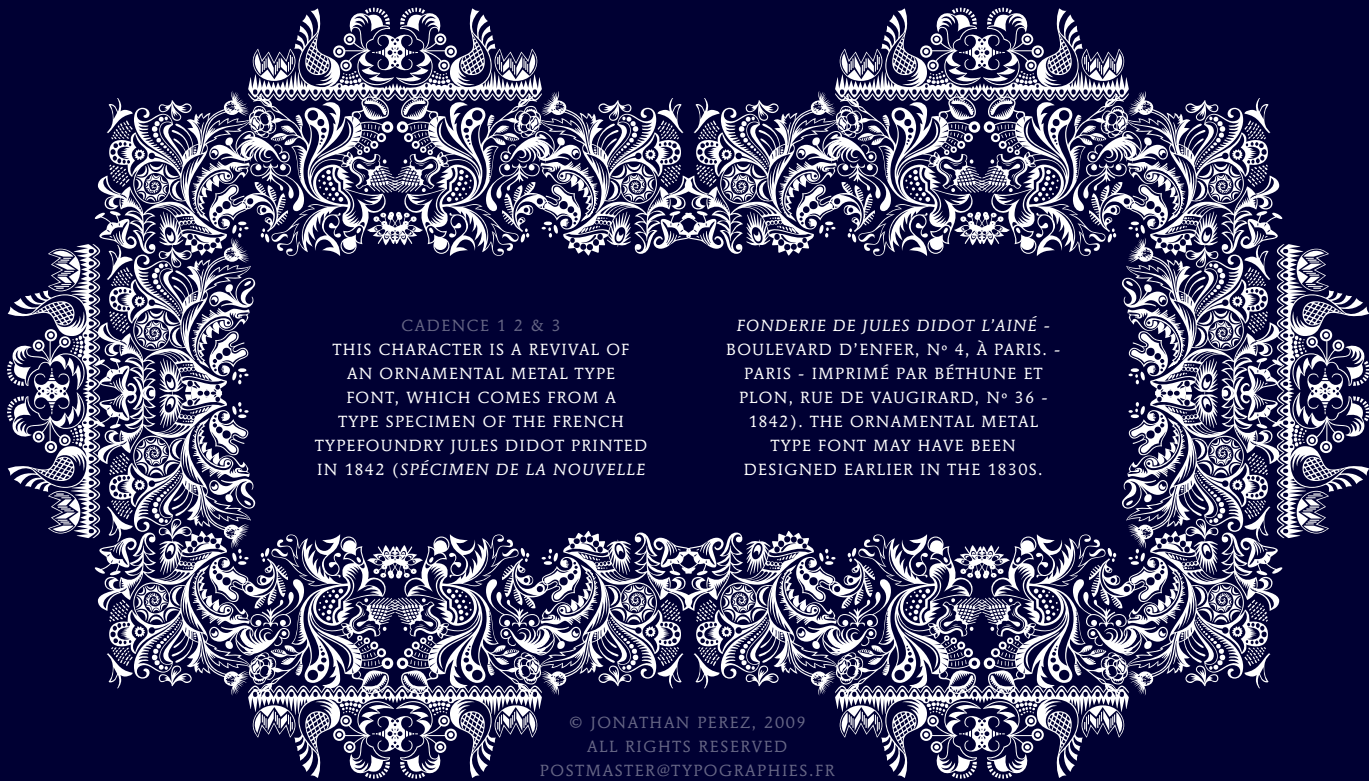 CADENCE 1 2 & 3
THIS CHARACTER IS A REVIVAL OF
AN ORNAMENTAL METAL TYPE
FONT, WHICH COMES FROM A
TYPE SPECIMEN OF THE FRENCH
TYPEFOUNDRY JULES DIDOT PRINTED
IN 1842 (SPÉCIMEN DE LA NOUVELLE
FONDERIE DE JULES DIDOT L’AINÉ -
BOULEVARD D’ENFER, Nº 4, À PARIS. -
PARIS - IMPRIMÉ PAR BÉTHUNE ET
PLON, RUE DE VAUGIRARD, Nº 36 -
1842). THE ORNAMENTAL METAL
TYPE FONT MAY HAVE BEEN
DESIGNED EARLIER IN THE 1830S.
© JONATHAN PEREZ, 2009
ALL RIGHTS RESERVED
POSTMASTER@TYPOGRAPHIES.FR